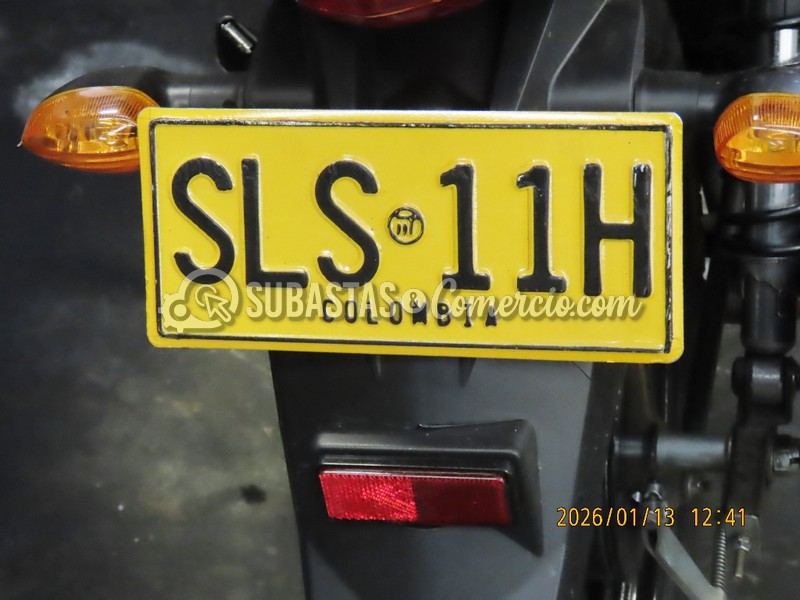 SLS 11H
SUBASTAS&Comercio.com
COLOMBIA
2026/01/13 12:41